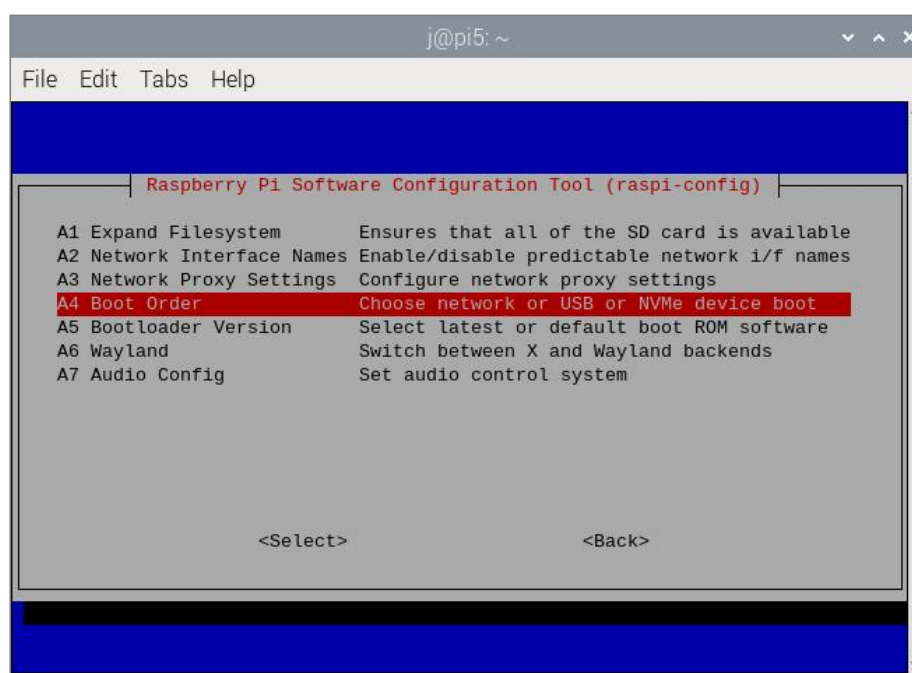 j@pi5: ~
File Edit Tabs Help
Raspberry Pi Software Configuration Tool (raspi-config)
A1 Expand Filesystem Ensures that all of the SD card is available
A2 Network Interface Names Enable/disable predictable network i/f names
A3 Network Proxy Settings Configure network proxy settings
A4 Boot Order Choose network or USB or NVMe device boot
A5 Bootloader Version Select latest or default boot ROM software
A6 Wayland Switch between X and Wayland backends
A7 Audio Config Set audio control system
<Select> <Back>